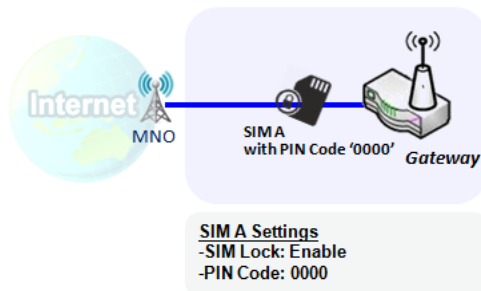 Internet
MNO
SIM A
with PIN Code ‘0000’
Gateway
SIM A Settings
-SIM Lock: Enable
-PIN Code: 0000